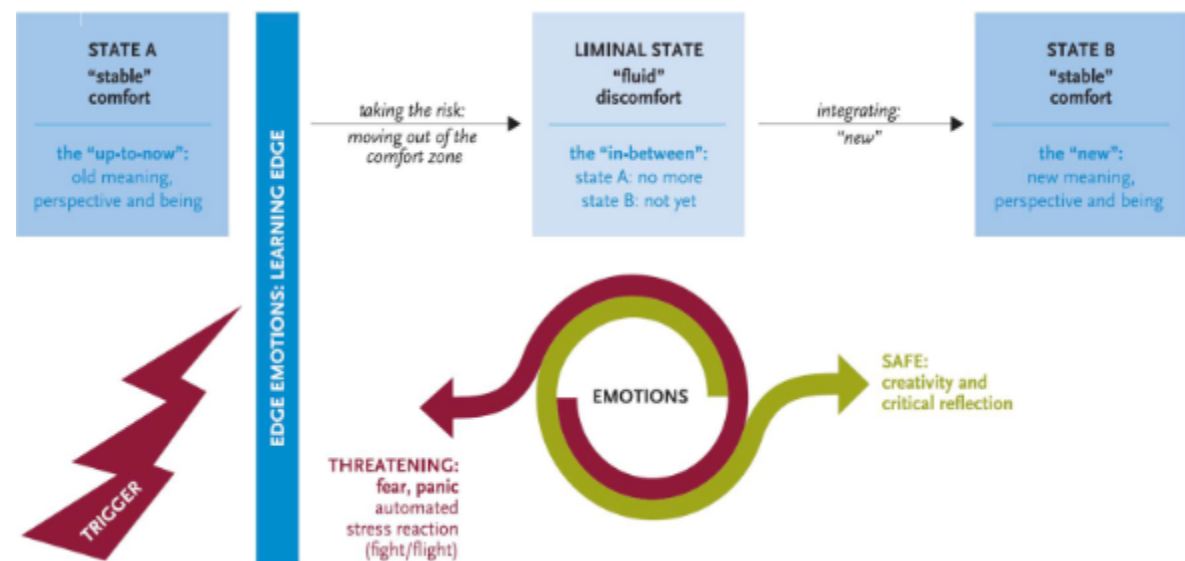 STATE A
“stable”
comfort
the “up-to-now”:
old meaning,
perspective and being
EDGE EMOTIONS: LEARNING EDGE
taking the risk:
moving out of the
comfort zone
LIMINAL STATE
“fluid”
discomfort
the “in-between”:
state A: no more
state B: not yet
integrating:
“new”
STATE B
“stable”
comfort
the “new”:
new meaning,
perspective and being
TRIGGER
THREATENING:
fear, panic
automated
stress reaction
(fight/flight)
EMOTIONS
SAFE:
creativity and
critical reflection